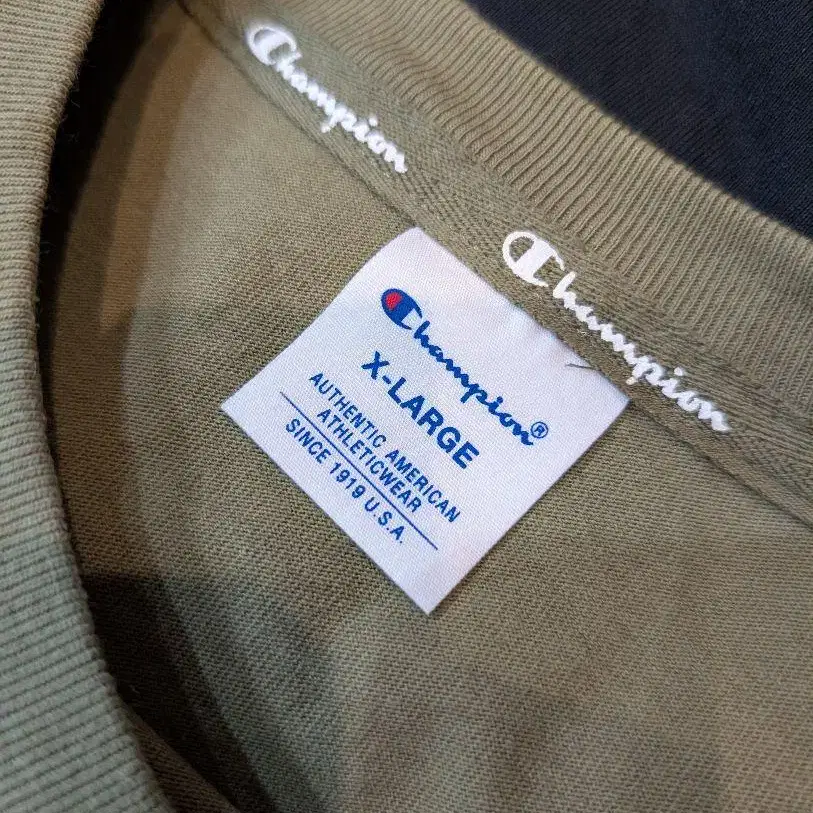 Champion
Champion
Champion®
X-LARGE
AUTHENTIC AMERICAN
ATHLETICWEAR
SINCE 1919 U.S.A.